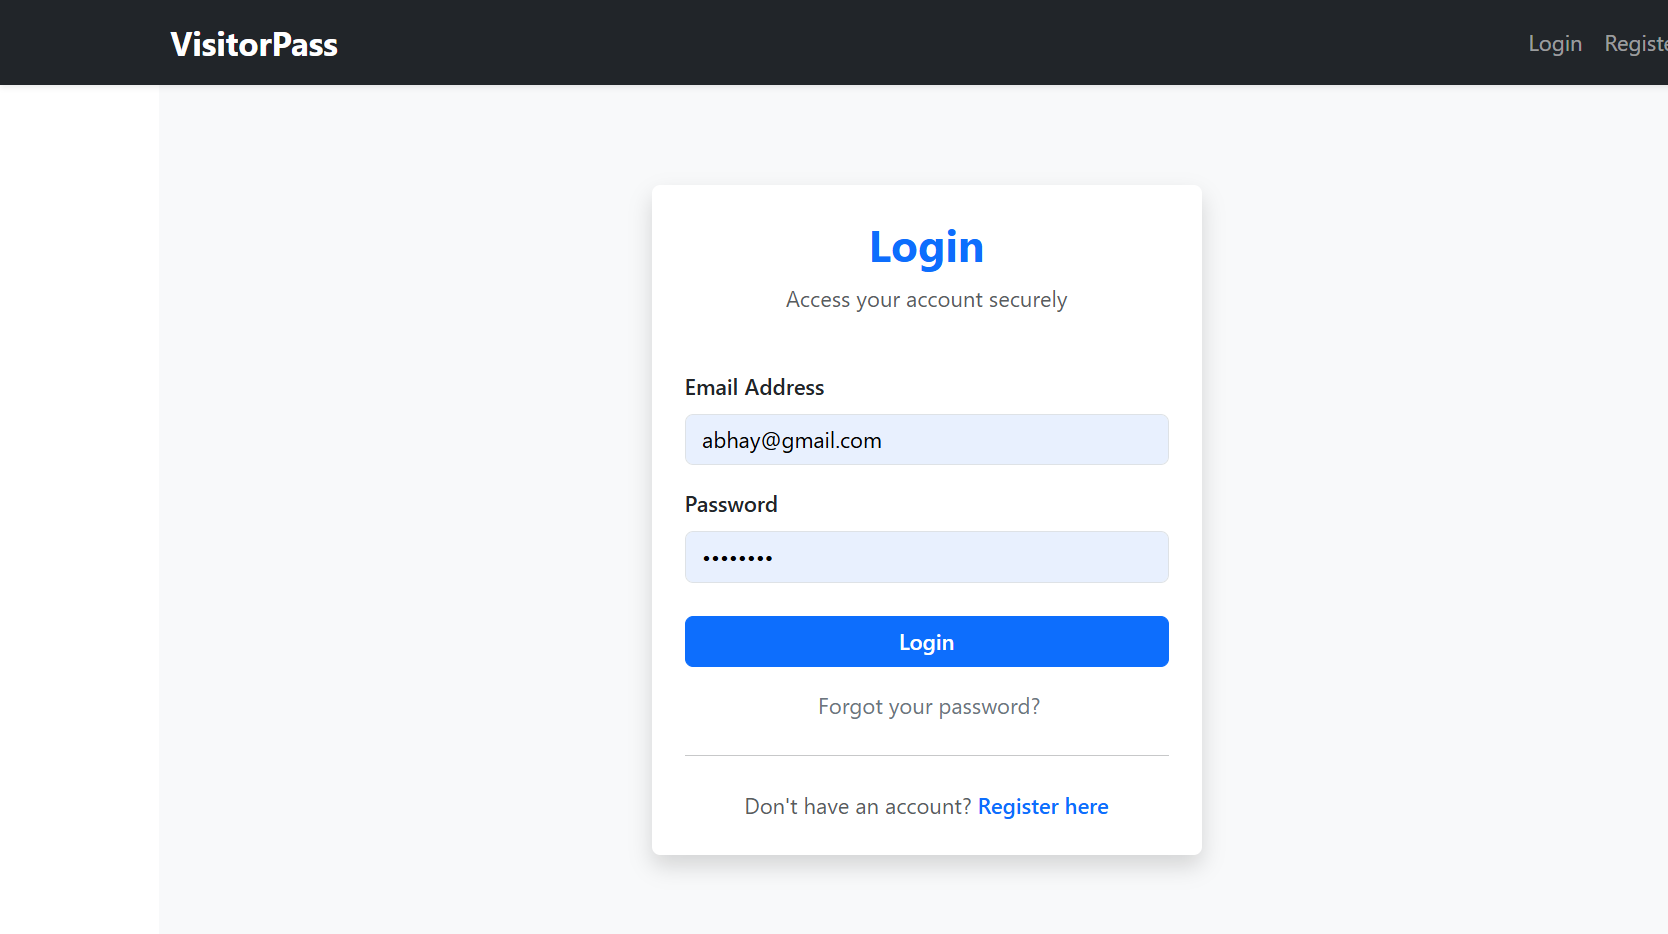 VisitorPass
Login Registe
Login
Access your account securely
Email Address
abhay@gmail.com
Password
••••••••
Login
Forgot your password?
Don't have an account? Register here